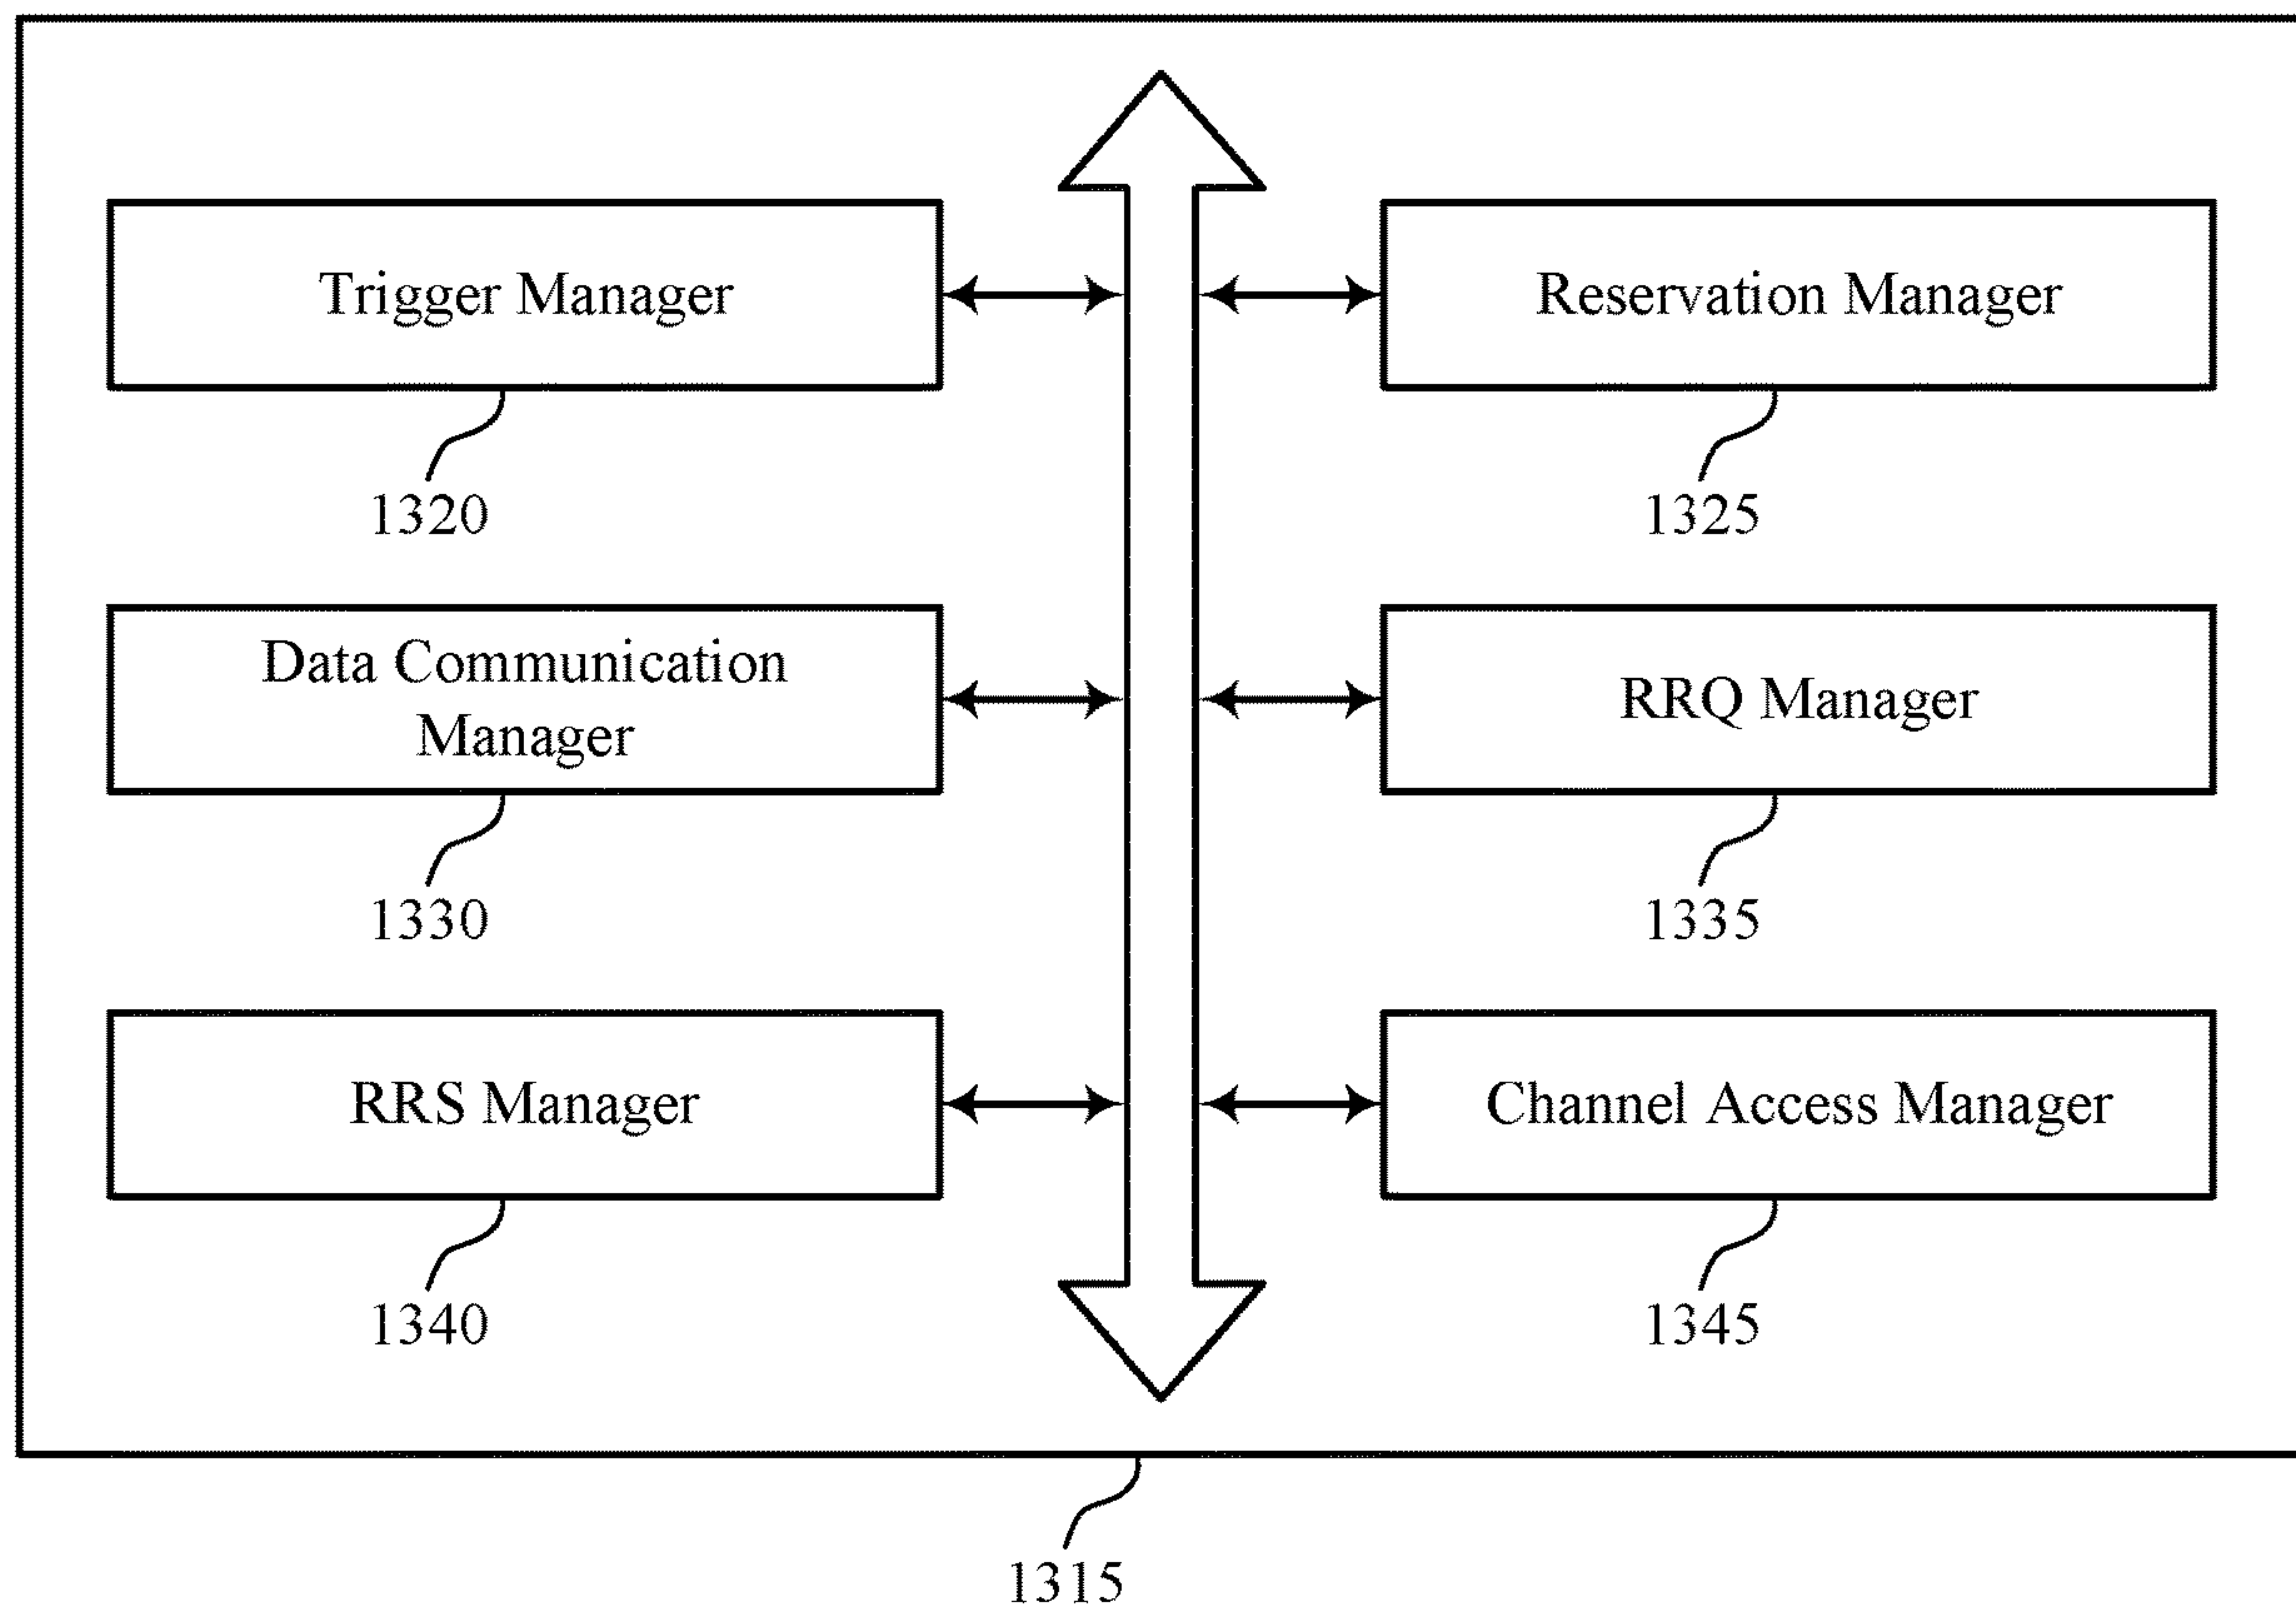 Trigger Manager
1320
Reservation Manager
1325
Data Communication
Manager
1330
RRQ Manager
1335
RRS Manager
1340
Channel Access Manager
1345
1315